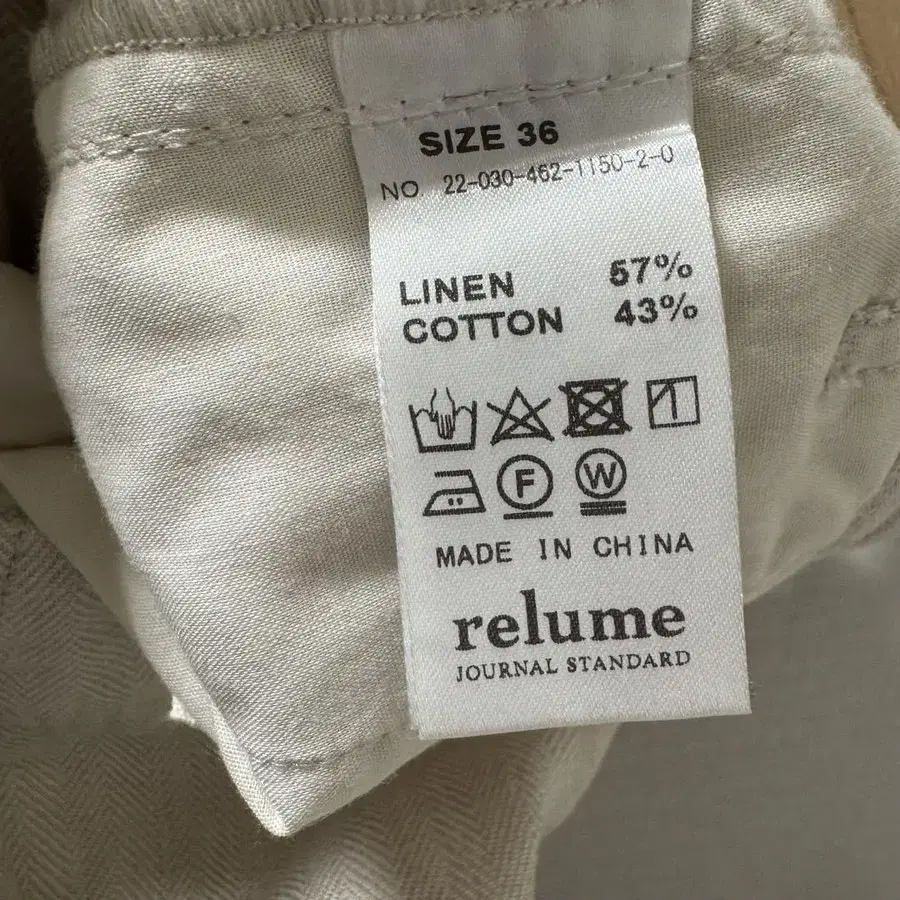 SIZE 36
NO. 22-030-462-1150-2-0
LINEN 57%
COTTON 43%
F W
MADE IN CHINA
relume
JOURNAL STANDARD